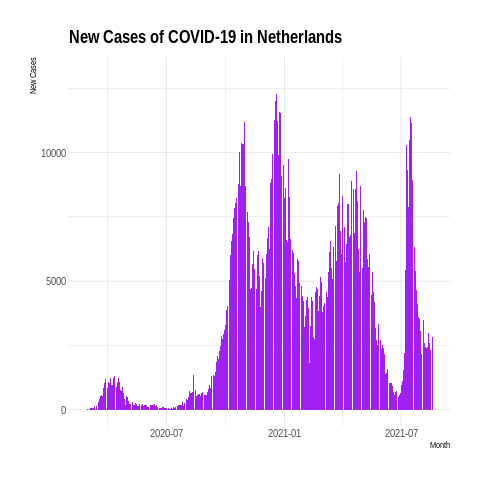 New Cases of COVID-19 in Netherlands
New Cases
10000
5000
0
2020-07
2021-01
2021-07
Month